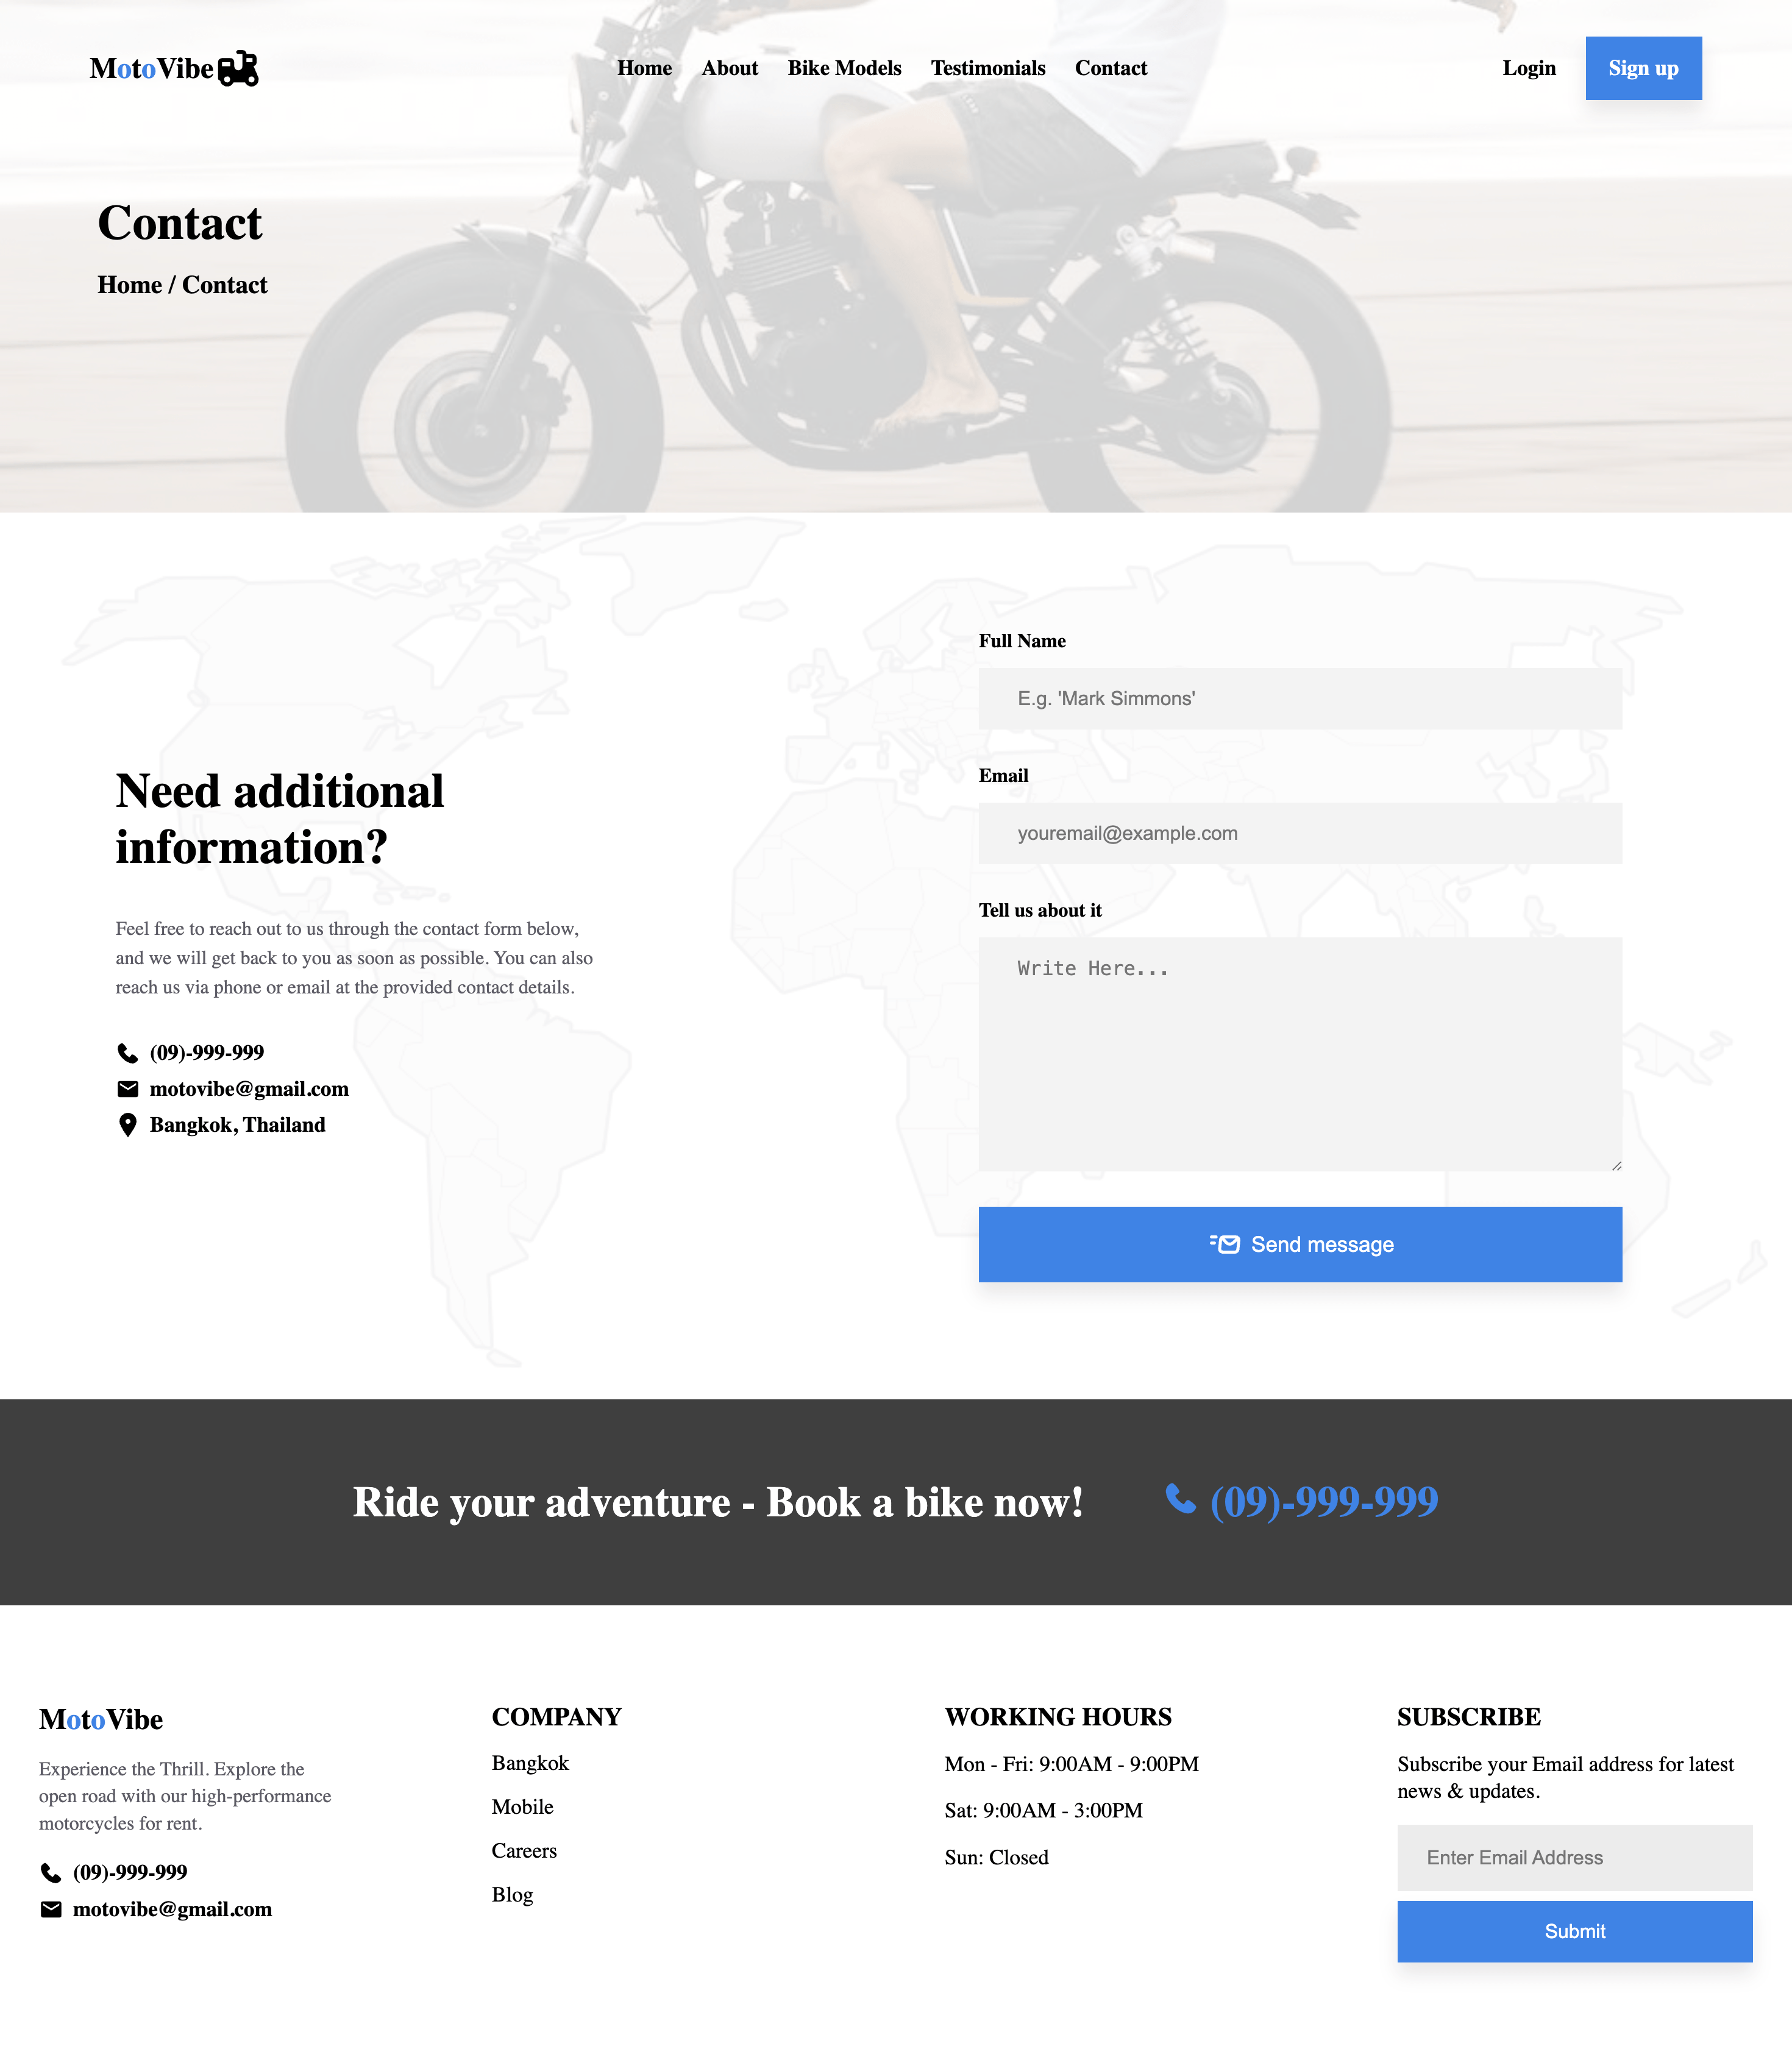 MotoVibe
Home
About
Bike Models
Testimonials
Contact
Login
Sign up
Contact
Home / Contact
Need additional
information?
Feel free to reach out to us through the contact form below,
and we will get back to you as soon as possible. You can also
reach us via phone or email at the provided contact details.
(09)-999-999
motovibe@gmail.com
Bangkok, Thailand
Full Name
E.g. 'Mark Simmons'
Email
youremail@example.com
Tell us about it
Write Here...
Send message
Ride your adventure - Book a bike now!
(09)-999-999
MotoVibe
Experience the Thrill. Explore the
open road with our high-performance
motorcycles for rent.
(09)-999-999
motovibe@gmail.com
COMPANY
Bangkok
Mobile
Careers
Blog
WORKING HOURS
Mon - Fri: 9:00AM - 9:00PM
Sat: 9:00AM - 3:00PM
Sun: Closed
SUBSCRIBE
Subscribe your Email address for latest
news & updates.
Enter Email Address
Submit